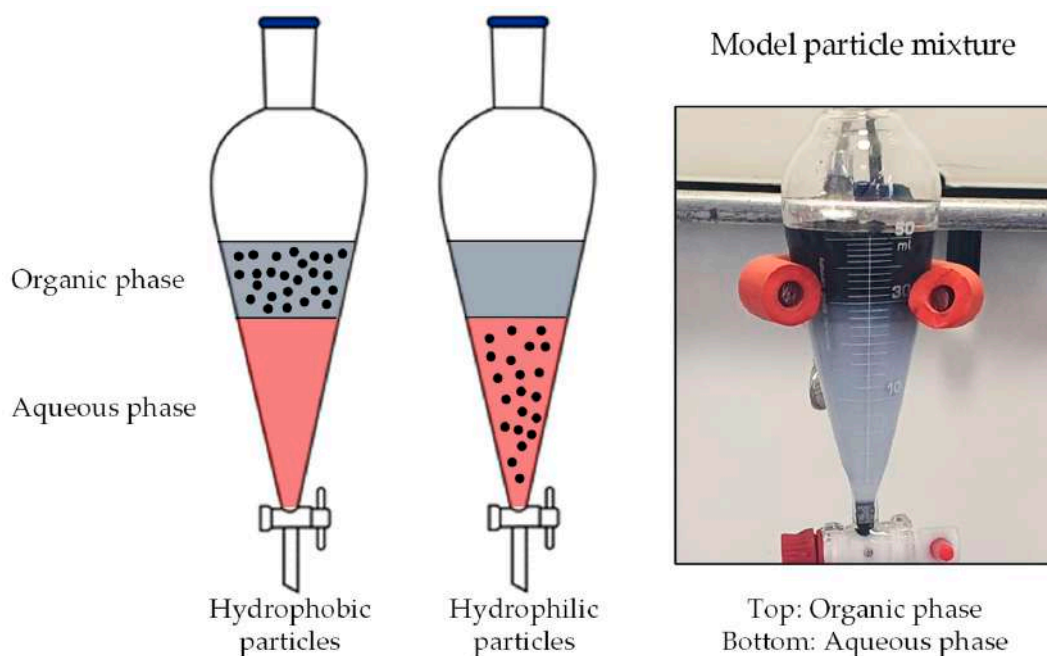 Model particle mixture
Organic phase
Aqueous phase
50
ml
30
10
Hydrophobic
particles
Hydrophilic
particles
Top: Organic phase
Bottom: Aqueous phase